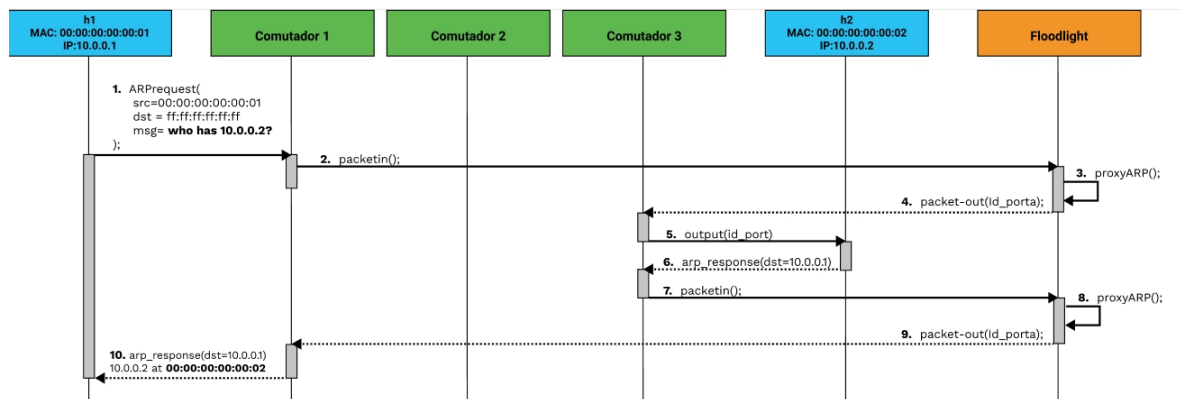 h1
MAC: 00:00:00:00:00:01
IP:10.0.0.1
Comutador 1
Comutador 2
Comutador 3
h2
MAC: 00:00:00:00:00:02
IP:10.0.0.2
Floodlight
1. ARPrequest(
src=00:00:00:00:00:01
dst = ff:ff:ff:ff:ff:ff
msg= who has 10.0.0.2?
);
2. packetin();
3. proxyARP();
4. packet-out(Id_porta);
5. output(id_port)
6. arp_response(dst=10.0.0.1)
7. packetin();
8. proxyARP();
9. packet-out(Id_porta);
10. arp_response(dst=10.0.0.1)
10.0.0.2 at 00:00:00:00:00:02